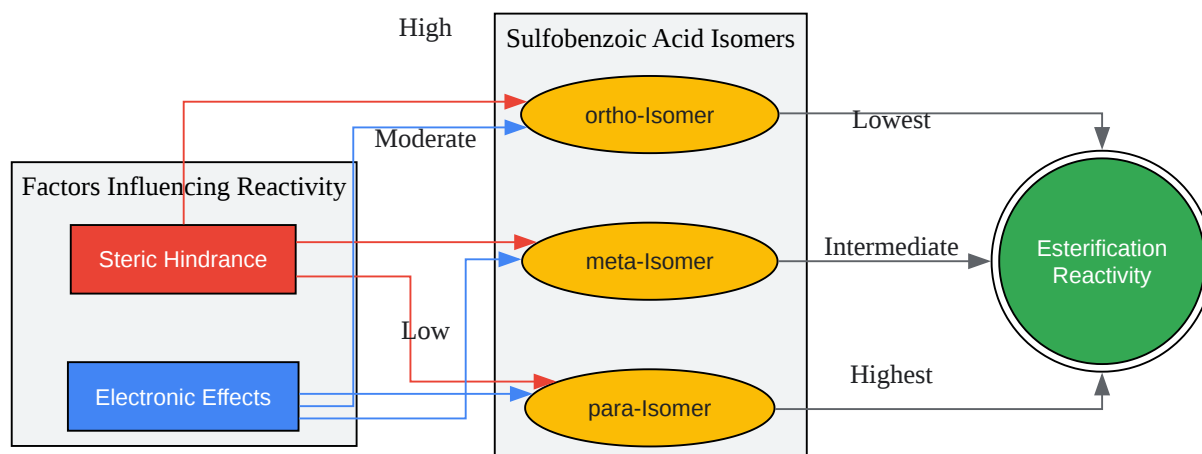 High
Sulfobenzoic Acid Isomers
ortho-Isomer
Lowest
Moderate
Factors Influencing Reactivity
Steric Hindrance
meta-Isomer
Intermediate
Esterification
Reactivity
Low
Electronic Effects
para-Isomer
Highest